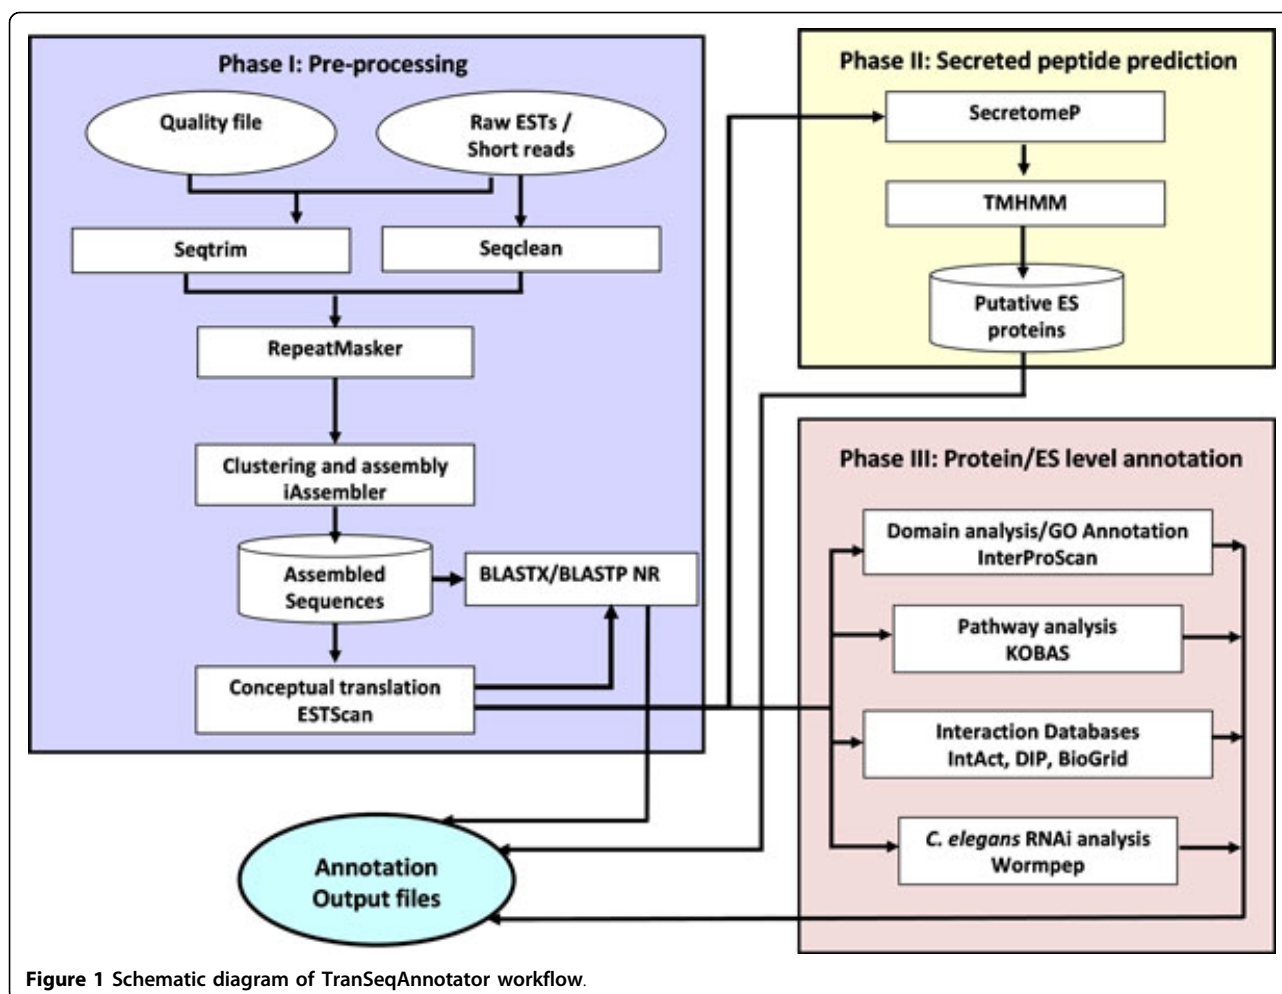 Phase I: Pre-processing
Quality file
Raw ESTs /
Short reads
Seqtrim
Seqclean
RepeatMasker
Clustering and assembly
iAssembler
Assembled
Sequences
BLASTX/BLASTP NR
Conceptual translation
ESTScan
Phase II: Secreted peptide prediction
SecretomeP
TMHMM
Putative ES
proteins
Phase III: Protein/ES level annotation
Domain analysis/GO Annotation
InterProScan
Pathway analysis
KOBAS
Interaction Databases
IntAct, DIP, BioGrid
C. elegans RNAi analysis
Wormpep
Annotation
Output files
Figure 1 Schematic diagram of TranSeqAnnotator workflow.